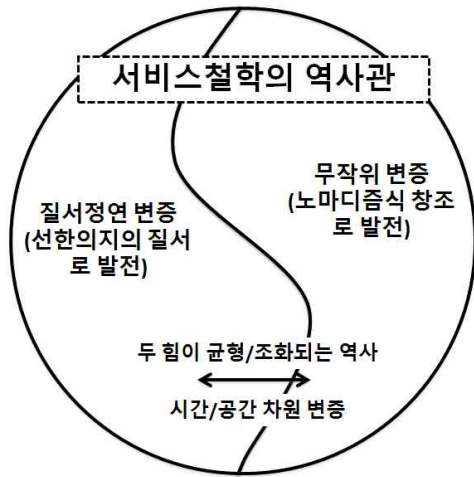 서비스철학의 역사관
질서정연 변증
(선한의지의 질서
로 발전)
무작위 변증
(노마디즘식 창조
로 발전)
두 힘이 균형/조화되는 역사
시간/공간 차원 변증